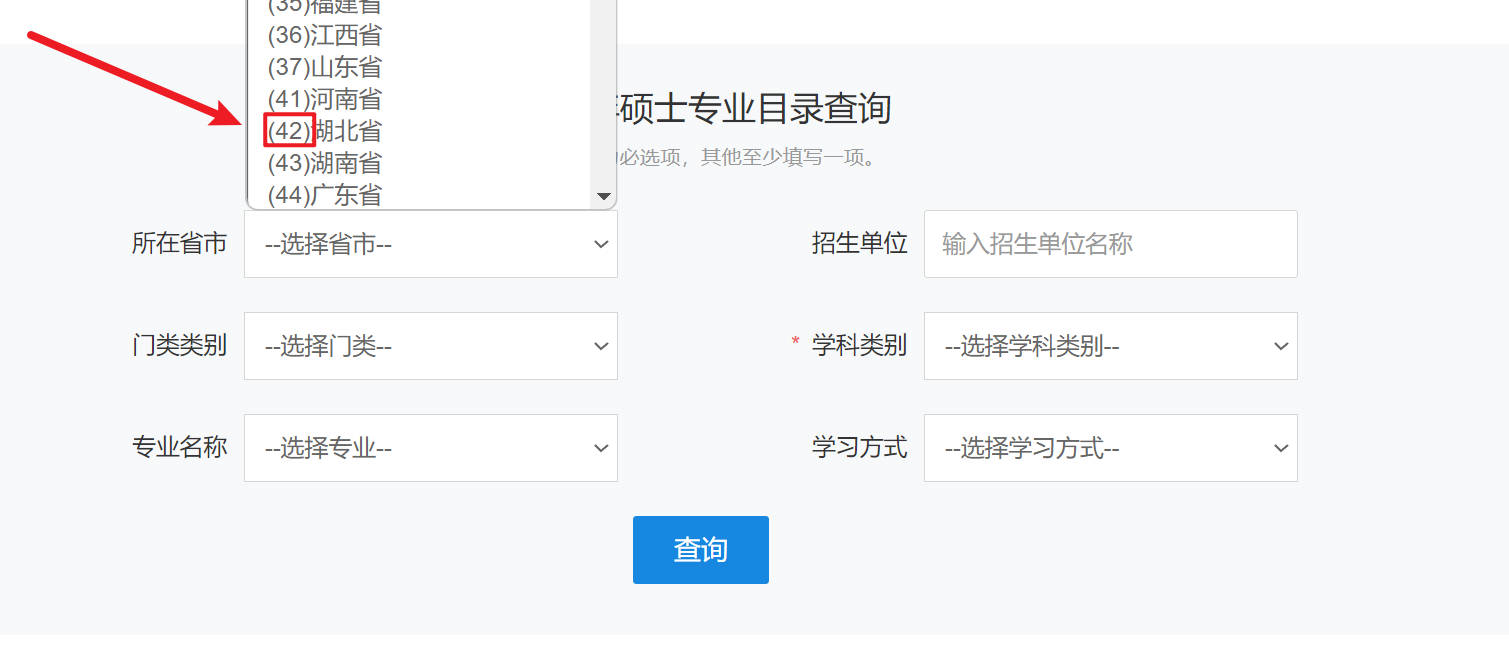 (35)福建省
(36)江西省
(37)山东省
(41)河南省
硕士专业目录查询
(42)湖北省
必选项，其他至少填写一项。
(43)湖南省
(44)广东省
所在省市 --选择省市-- 招生单位 输入招生单位名称
门类类别 --选择门类-- * 学科类别 --选择学科类别--
专业名称 --选择专业-- 学习方式 --选择学习方式--
查询